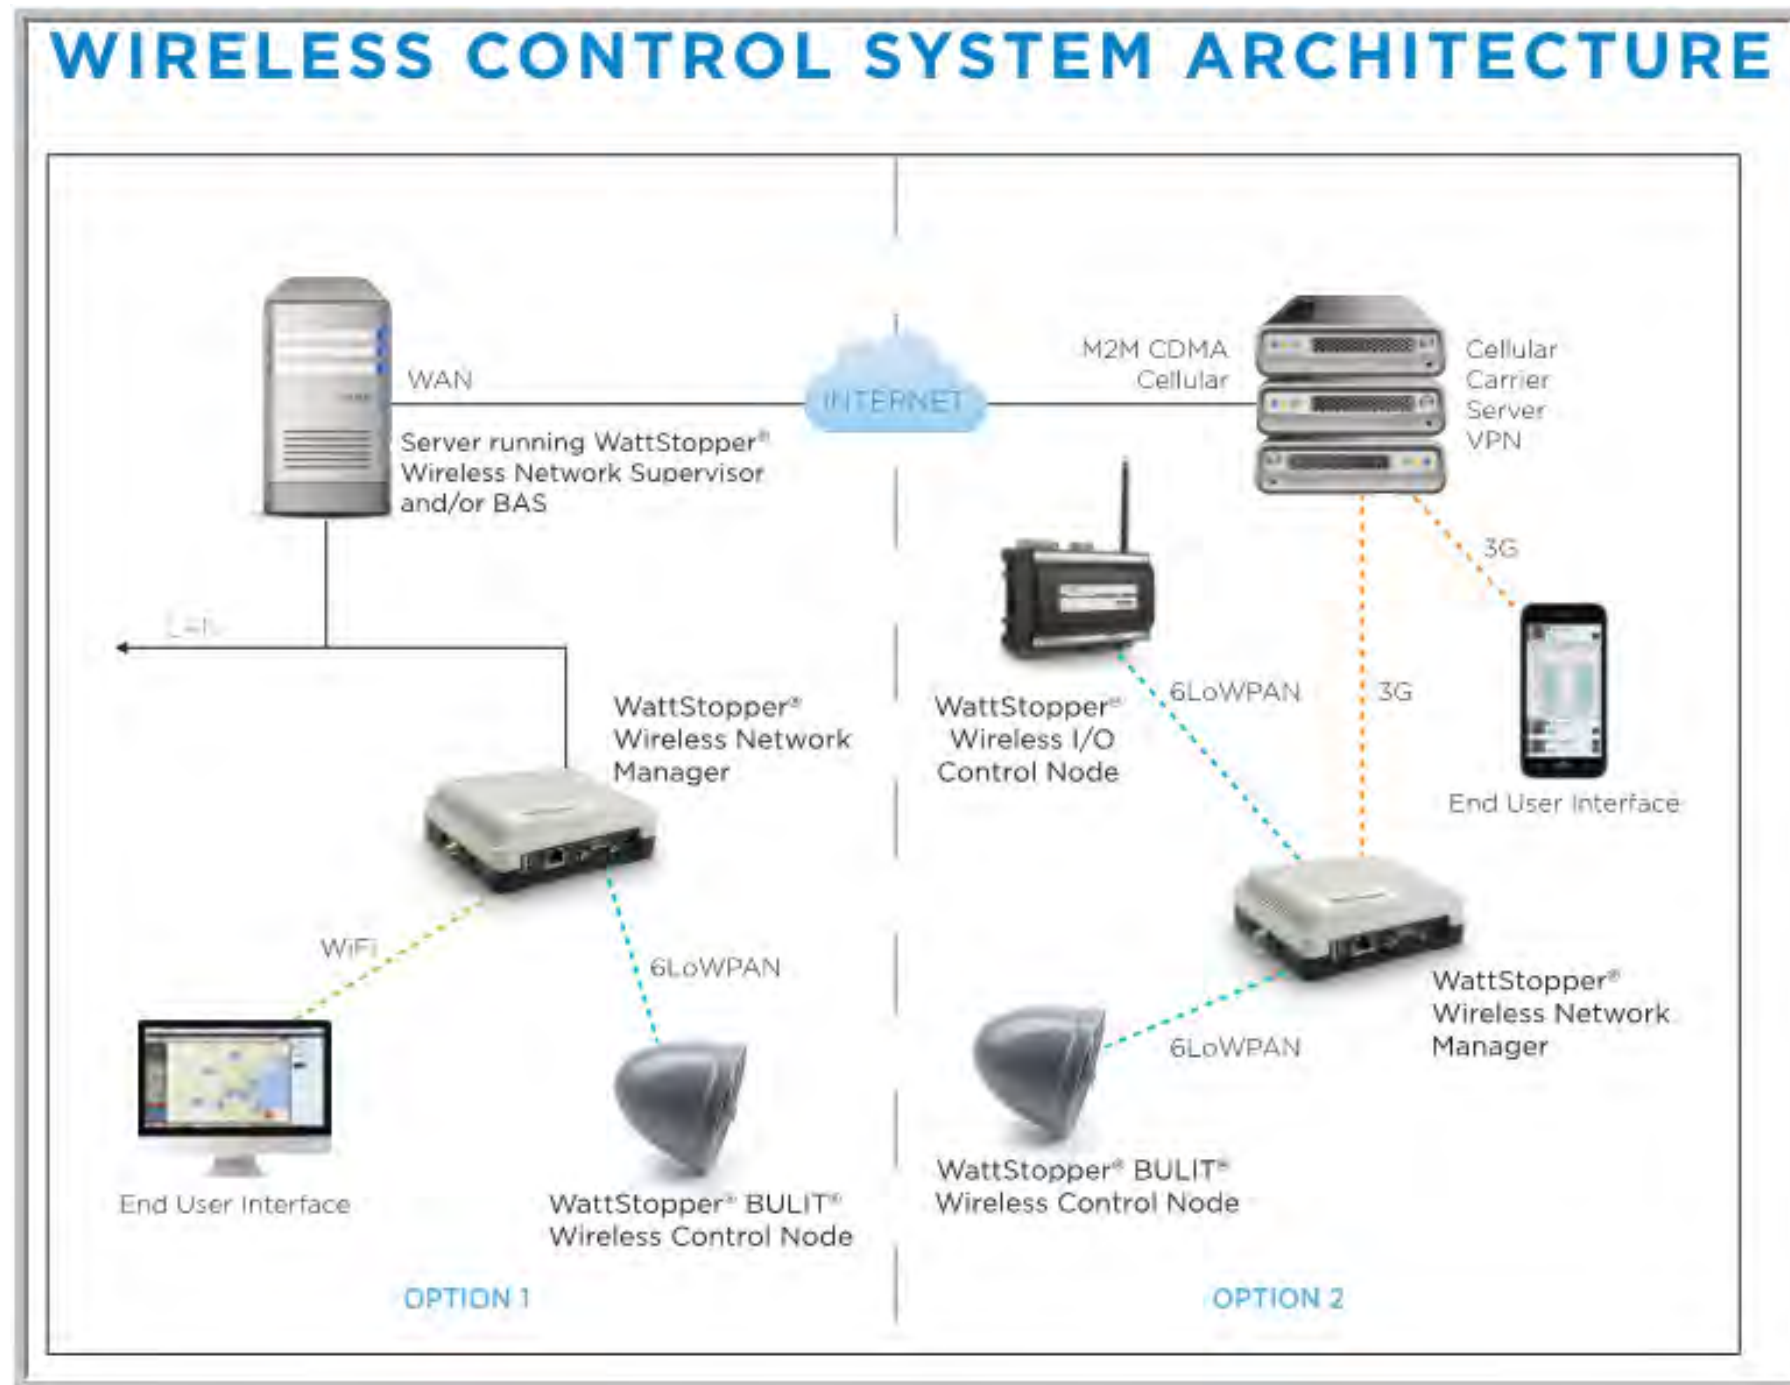 WIRELESS CONTROL SYSTEM ARCHITECTURE
WAN
Server running WattStopper®
Wireless Network Supervisor
and/or BAS
INTERNET
M2M CDMA
Cellular
Cellular
Carrier
Server
VPN
3G
LAN
WattStopper®
Wireless Network
Manager
WattStopper®
Wireless I/O
Control Node
6LoWPAN
3G
End User Interface
WiFi
6LoWPAN
WattStopper®
Wireless Network
Manager
6LoWPAN
End User Interface
WattStopper® BULIT®
Wireless Control Node
WattStopper® BULIT®
Wireless Control Node
OPTION 1
OPTION 2